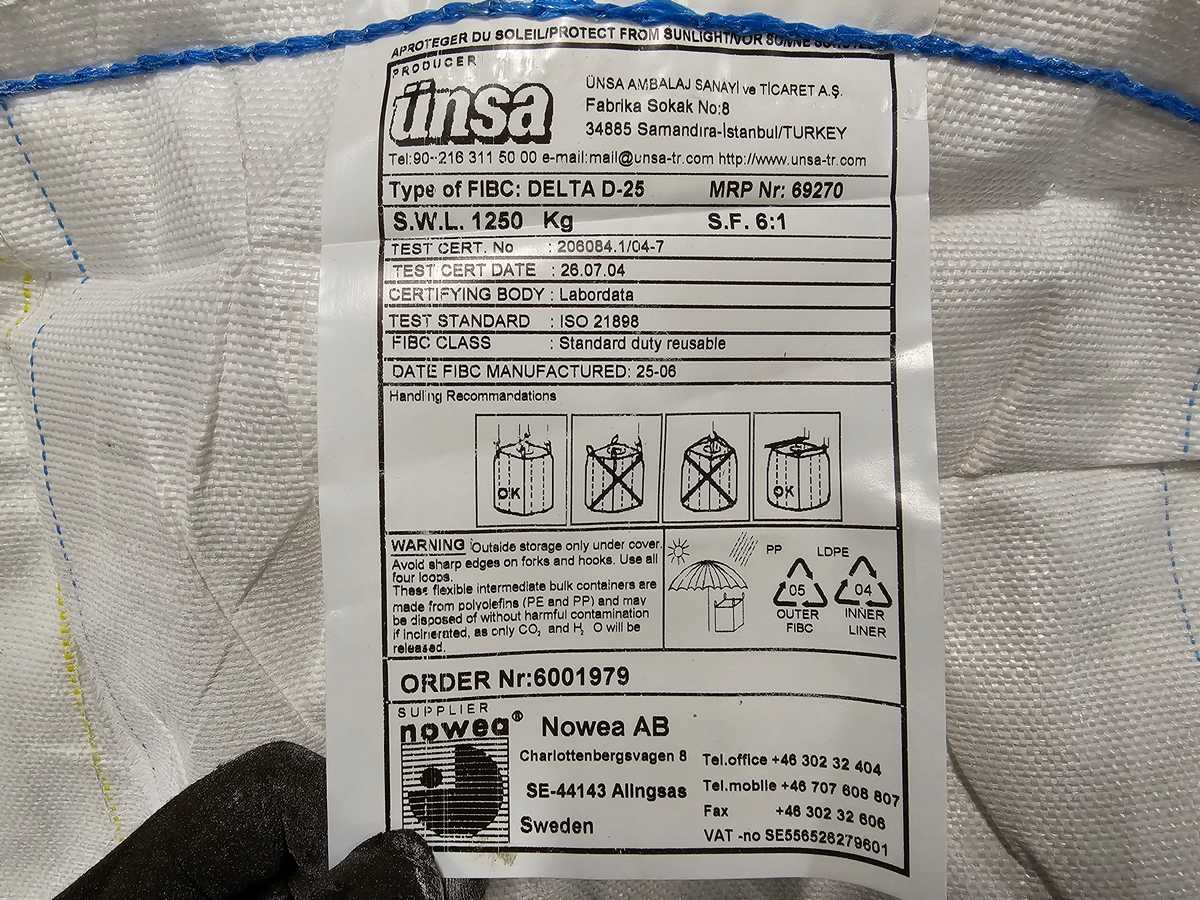 APROTEGER DU SOLEIL/PROTECT FROM SUNLIGHT/VOR SONNE
PRODUCER
ünsa
ÜNSA AMBALAJ SANAYİ ve TİCARET A.Ş.
Fabrika Sokak No:8
34885 Samandıra-İstanbul/TURKEY
Tel:90--216 311 50 00 e-mail:mail@unsa-tr.com http://www.unsa-tr.com
Type of FIBC: DELTA D-25 MRP Nr: 69270
S.W.L. 1250 Kg S.F. 6:1
TEST CERT. No : 206084.1/04-7
TEST CERT DATE : 26.07.04
CERTIFYING BODY : Labordata
TEST STANDARD : ISO 21898
FIBC CLASS : Standard duty reusable
DATE FIBC MANUFACTURED: 25-06
Handling Recommandations
OK
OK
WARNING Outside storage only under cover.
Avoid sharp edges on forks and hooks. Use all
four loops.
These flexible intermediate bulk containers are
made from polyolefins (PE and PP) and may
be disposed of without harmful contamination
if incinerated, as only CO₂ and H₂ O will be
released.
PP LDPE
05 04
OUTER INNER
FIBC LINER
ORDER Nr:6001979
SUPPLIER
nowea®
Nowea AB
Charlottenbergsvagen 8
SE-44143 Alingsas
Sweden
Tel.office +46 302 32 404
Tel.mobile +46 707 608 807
Fax +46 302 32 606
VAT -no SE556526279601